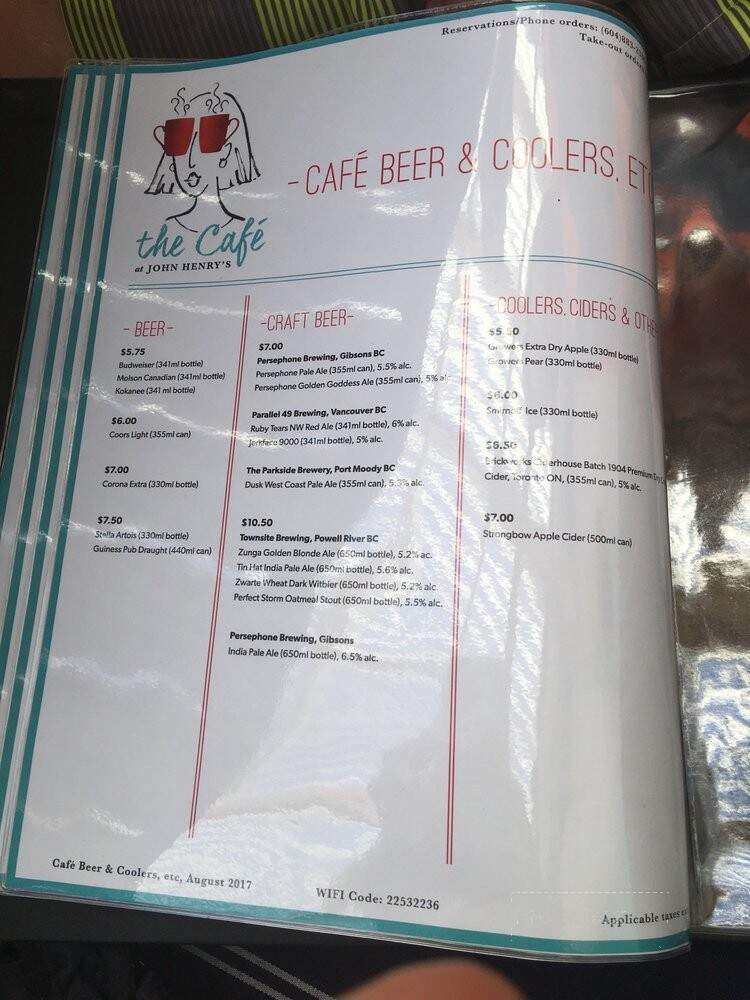 Reservations/Phone orders: (604)883-
Take-out orders
the Café
at JOHN HENRY'S
-CAFÉ BEER & COOLERS, ETC
- BEER-
$5.75
Budweiser (341ml bottle)
Molson Canadian (341ml bottle)
Kokanee (341 ml bottle)
$6.00
Coors Light (355ml can)
$7.00
Corona Extra (330ml bottle)
$7.50
Stella Artois (330ml bottle)
Guiness Pub Draught (440ml can)
-CRAFT BEER-
$7.00
Persephone Brewing, Gibsons BC
Persephone Pale Ale (355ml can), 5.5% alc.
Persephone Golden Goddess Ale (355ml can), 5% alc
Parallel 49 Brewing, Vancouver BC
Ruby Tears NW Red Ale (341ml bottle), 6% alc.
Jerkface 9000 (341ml bottle), 5% alc.
The Parkside Brewery, Port Moody BC
Dusk West Coast Pale Ale (355ml can), 5.3% alc.
$10.50
Townsite Brewing, Powell River BC
Zunga Golden Blonde Ale (650ml bottle), 5.2% ac.
Tin Hat India Pale Ale (650ml bottle), 5.6% alc.
Zwarte Wheat Dark Witbier (650ml bottle), 5.2% alc.
Perfect Storm Oatmeal Stout (650ml bottle), 5.5% alc.
Persephone Brewing, Gibsons
India Pale Ale (650ml bottle), 6.5% alc.
-COOLERS, CIDERS & OTHE
$5.50
Growers Extra Dry Apple (330ml bottle)
Growers Pear (330ml bottle)
$6.00
Smirnoff Ice (330ml bottle)
$6.50
Brickworks Ciderhouse Batch 1904 Premium Dry
Cider, Toronto ON, (355ml can), 5% alc.
$7.00
Strongbow Apple Cider (500ml can)
Café Beer & Coolers, etc, August 2017
WIFI Code: 22532236
Applicable taxes